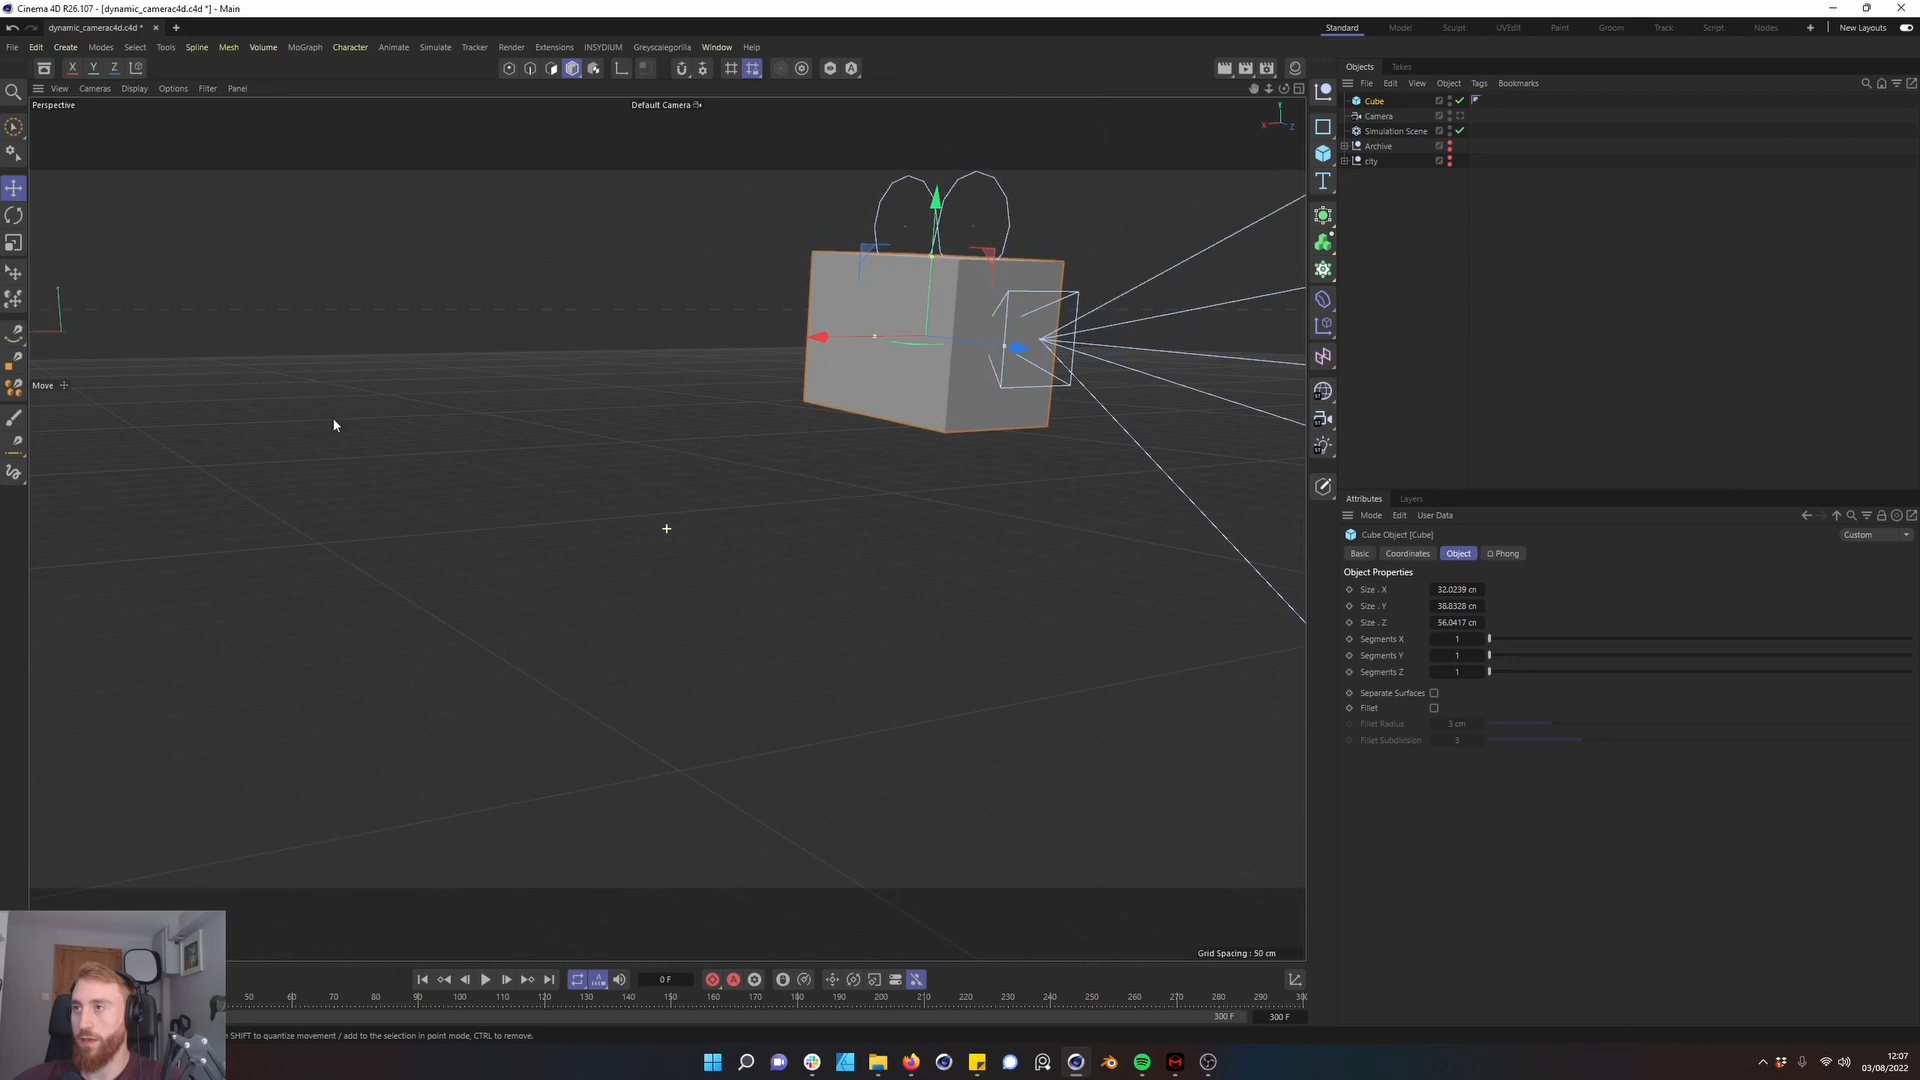 Cinema 4D R26.107 - [dynamic_camerac4d.c4d *] - Main
dynamic_camerac4d.c4d *
Standard Model Sculpt UVEdit Paint Groom Track Script Nodes New Layouts
File Edit Create Modes Select Tools Spline Mesh Volume MoGraph Character Animate Simulate Tracker Render Extensions INSYDIUM Greyscalegorilla Window Help
X Y Z
View Cameras Display Options Filter Panel
Perspective
Default Camera
Y
X Z
Move
Grid Spacing : 50 cm
Objects Takes
File Edit View Object Tags Bookmarks
Cube
Camera
Simulation Scene
Archive
city
Attributes Layers
Mode Edit User Data
Cube Object [Cube]
Custom
Basic Coordinates Object Phong
Object Properties
Size . X 32.0239 cn
Size . Y 38.8328 cn
Size . Z 56.0417 cn
Segments X 1
Segments Y 1
Segments Z 1
Separate Surfaces
Fillet
Fillet Radius 3 cm
Fillet Subdivision 3
0 F
50 60 70 80 90 100 110 120 130 140 150 160 170 180 190 200 210 220 230 240 250 260 270 280 290 30
300 F 300 F
SHIFT to quantize movement / add to the selection in point mode, CTRL to remove.
12:07
03/08/2022